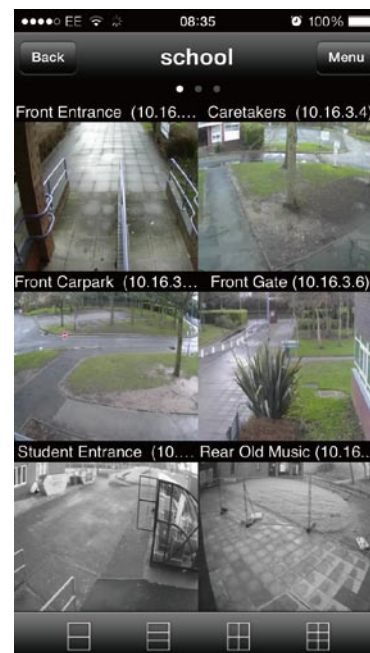 EE 08:35 100%
Back school Menu
Front Entrance (10.16.... Caretakers (10.16.3.4)
Front Carpark (10.16.3... Front Gate (10.16.3.6)
Student Entrance (10.... Rear Old Music (10.16...